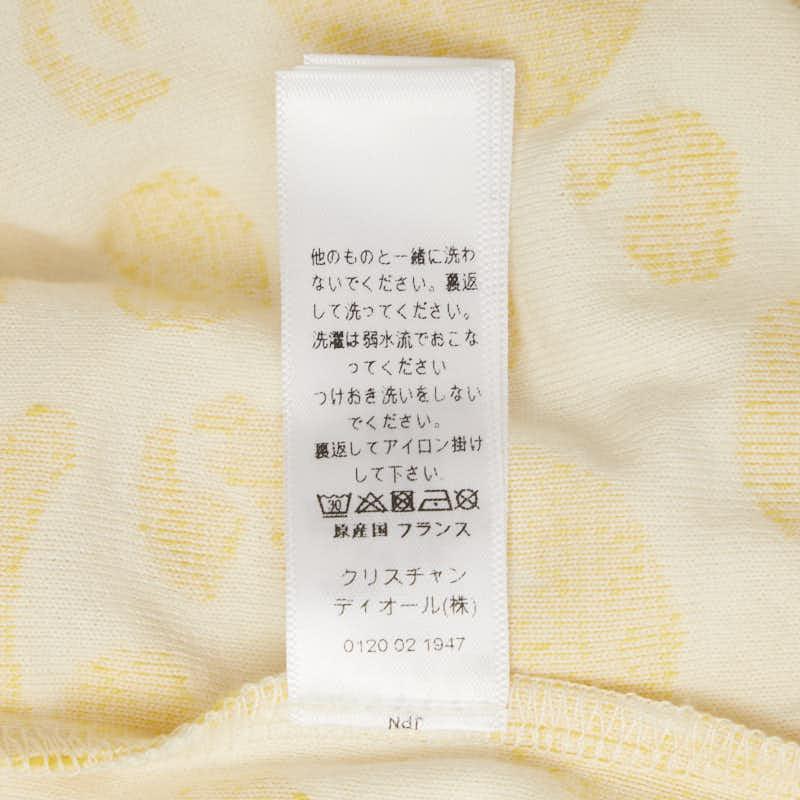 他のものと一緒に洗わ
ないでください。裏返
して洗ってください。
洗濯は弱水流でおこな
ってください
つけおき洗いをしない
でください。
裏返してアイロン掛け
して下さい.
30
原産国 フランス
クリスチャン
ディオール(株)
0120 02 1947
JPN